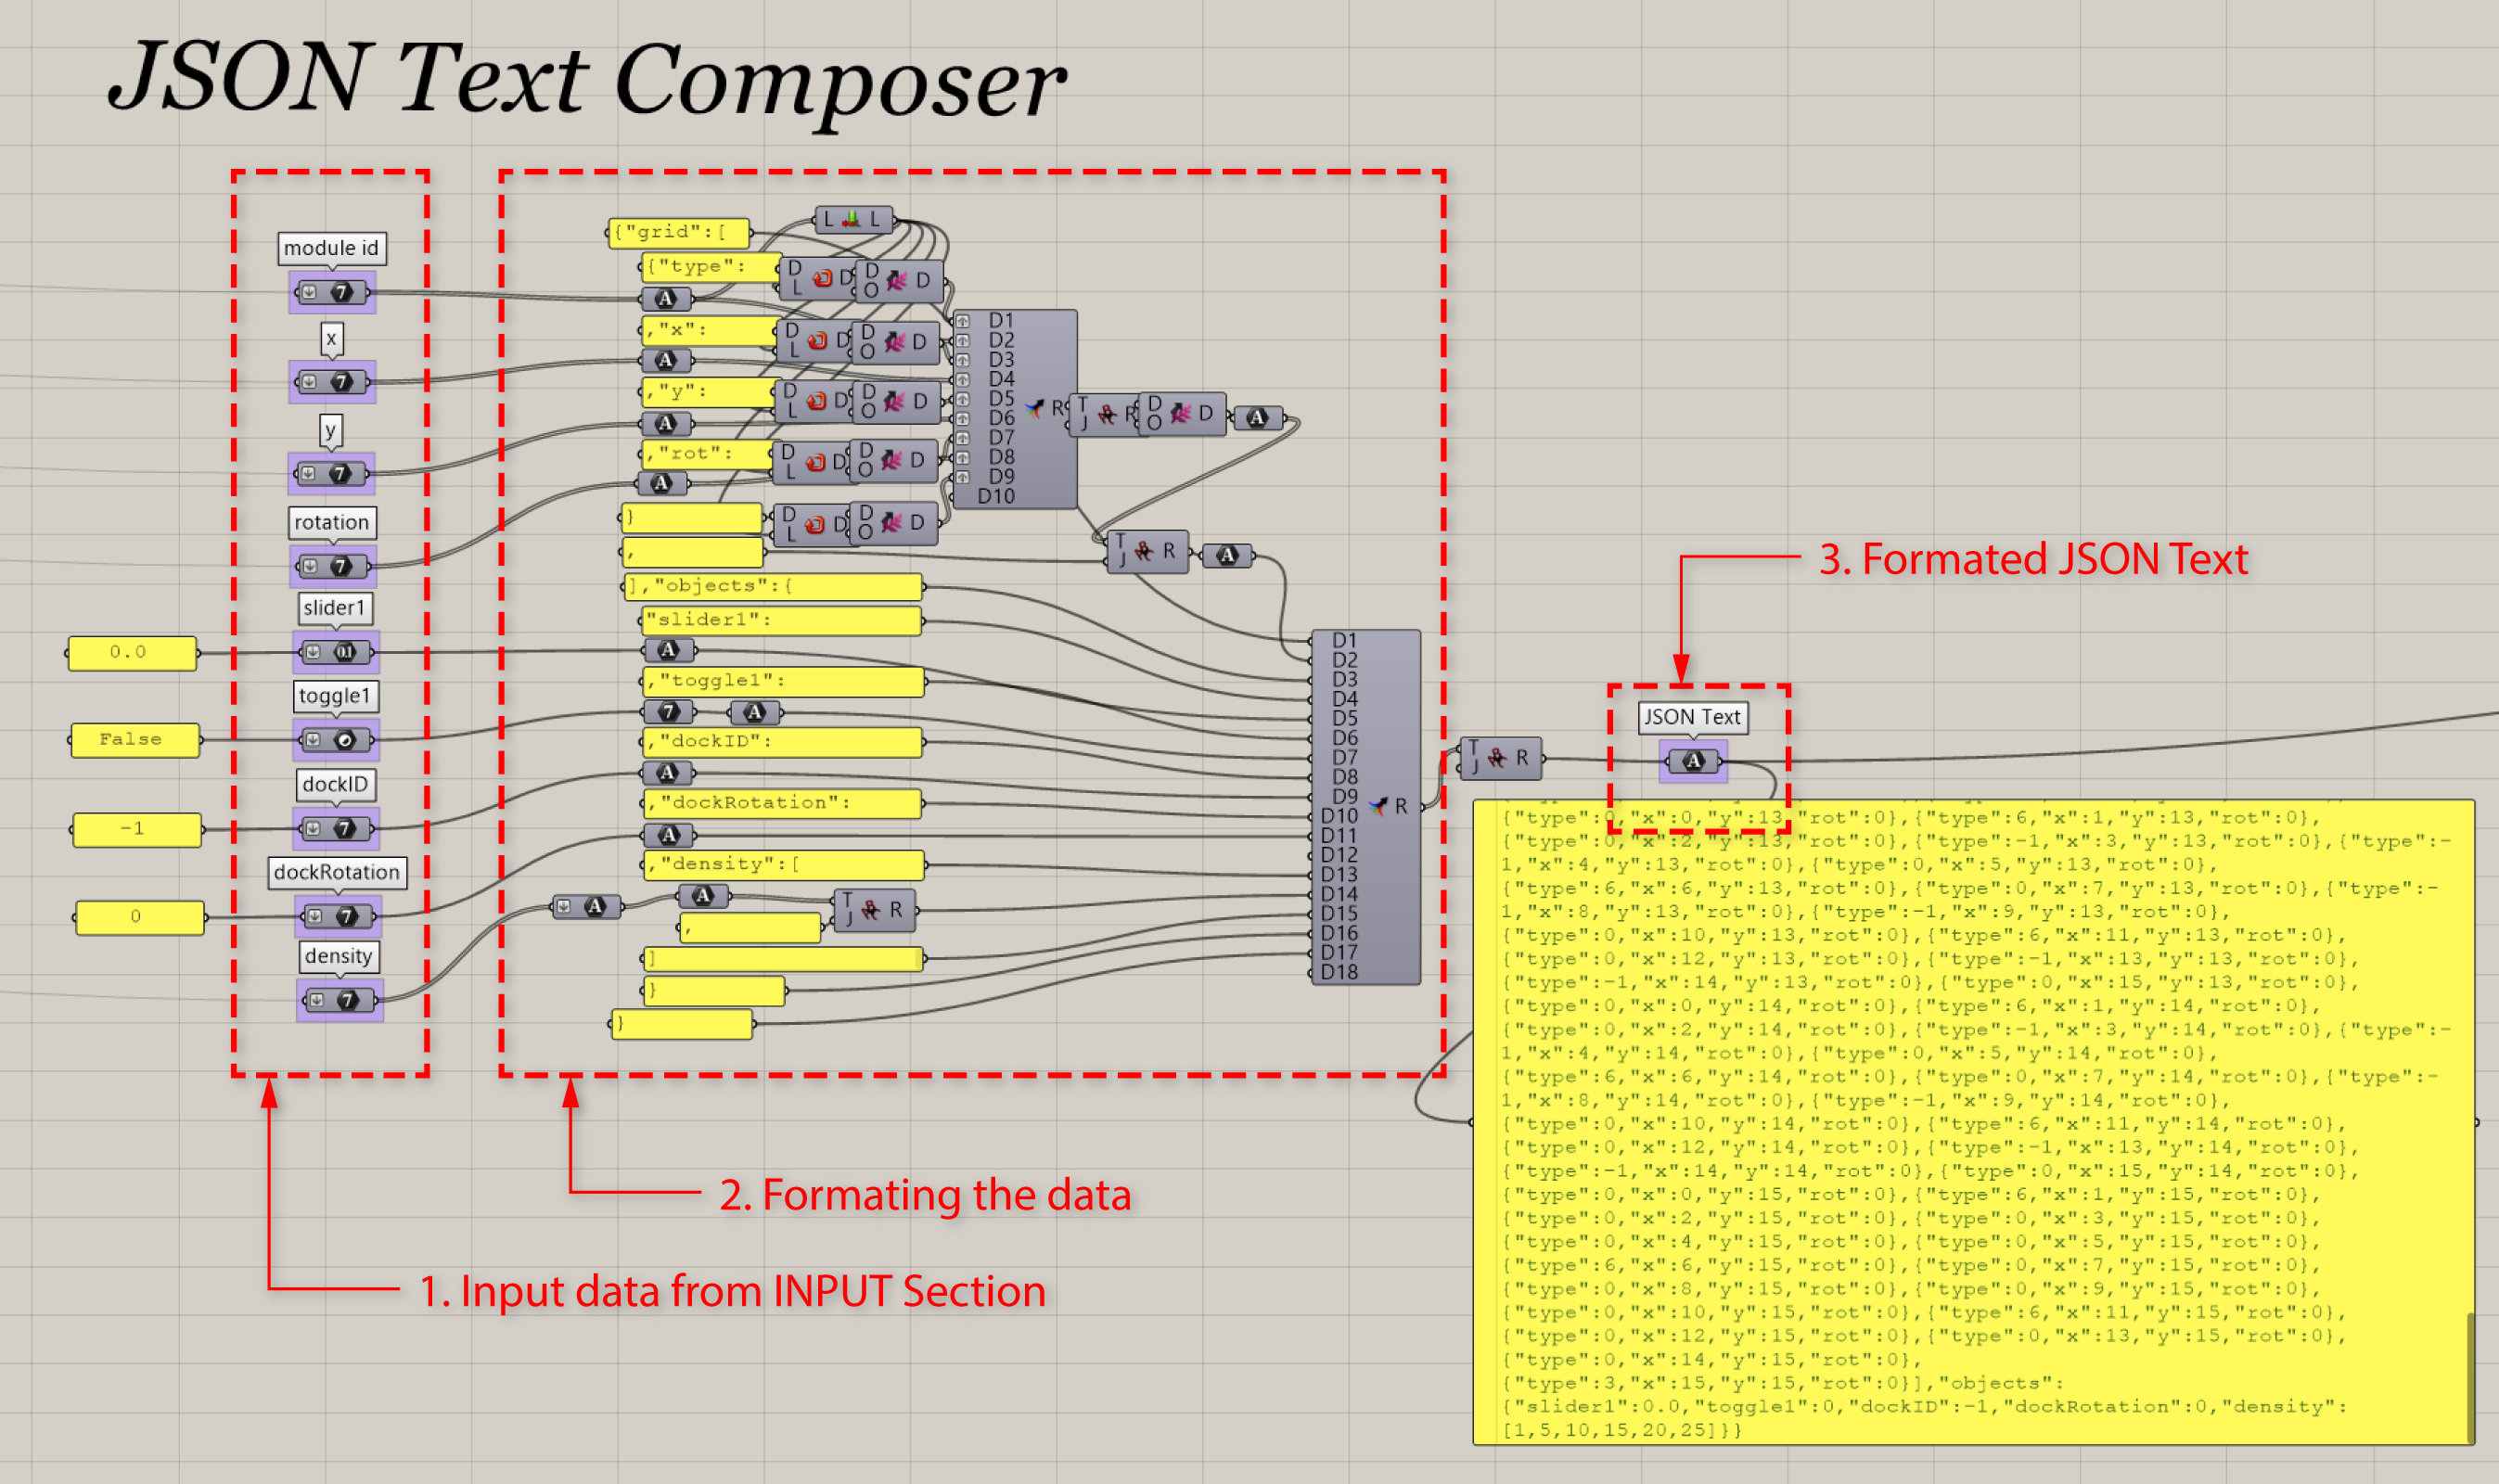 JSON Text Composer
module id
7
x
7
y
7
rotation
7
0.0
slider1
0.1
False
toggle1
-1
dockID
7
0
dockRotation
7
density
7
{"grid":[
L L
{"type":
D L D
D O D
A
,"x":
D L D
D O D
A
,"y":
D L D
D O D
A
,"rot":
D L D
D O D
A
}
D L D
D O D
,
D1
D2
D3
D4
D5
D6
D7
D8
D9
D10
R
T J R
D O D
A
T J R
A
],"objects":{
"slider1":
A
,"toggle1":
7
A
,"dockID":
A
,"dockRotation":
A
,"density":[
A
A
T J R
,
]
}
}
D1
D2
D3
D4
D5
D6
D7
D8
D9
D10
D11
D12
D13
D14
D15
D16
D17
D18
R
T J R
3. Formated JSON Text
JSON Text
A
{"type":0,"x":0,"y":13,"rot":0},{"type":6,"x":1,"y":13,"rot":0},
{"type":0,"x":2,"y":13,"rot":0},{"type":-1,"x":3,"y":13,"rot":0},{"type":-
1,"x":4,"y":13,"rot":0},{"type":0,"x":5,"y":13,"rot":0},
{"type":6,"x":6,"y":13,"rot":0},{"type":0,"x":7,"y":13,"rot":0},{"type":-
1,"x":8,"y":13,"rot":0},{"type":-1,"x":9,"y":13,"rot":0},
{"type":0,"x":10,"y":13,"rot":0},{"type":6,"x":11,"y":13,"rot":0},
{"type":0,"x":12,"y":13,"rot":0},{"type":-1,"x":13,"y":13,"rot":0},
{"type":-1,"x":14,"y":13,"rot":0},{"type":0,"x":15,"y":13,"rot":0},
{"type":0,"x":0,"y":14,"rot":0},{"type":6,"x":1,"y":14,"rot":0},
{"type":0,"x":2,"y":14,"rot":0},{"type":-1,"x":3,"y":14,"rot":0},{"type":-
1,"x":4,"y":14,"rot":0},{"type":0,"x":5,"y":14,"rot":0},
{"type":6,"x":6,"y":14,"rot":0},{"type":0,"x":7,"y":14,"rot":0},{"type":-
1,"x":8,"y":14,"rot":0},{"type":-1,"x":9,"y":14,"rot":0},
{"type":0,"x":10,"y":14,"rot":0},{"type":6,"x":11,"y":14,"rot":0},
{"type":0,"x":12,"y":14,"rot":0},{"type":-1,"x":13,"y":14,"rot":0},
{"type":-1,"x":14,"y":14,"rot":0},{"type":0,"x":15,"y":14,"rot":0},
{"type":0,"x":0,"y":15,"rot":0},{"type":6,"x":1,"y":15,"rot":0},
{"type":0,"x":2,"y":15,"rot":0},{"type":0,"x":3,"y":15,"rot":0},
{"type":0,"x":4,"y":15,"rot":0},{"type":0,"x":5,"y":15,"rot":0},
{"type":6,"x":6,"y":15,"rot":0},{"type":0,"x":7,"y":15,"rot":0},
{"type":0,"x":8,"y":15,"rot":0},{"type":0,"x":9,"y":15,"rot":0},
{"type":0,"x":10,"y":15,"rot":0},{"type":6,"x":11,"y":15,"rot":0},
{"type":0,"x":12,"y":15,"rot":0},{"type":0,"x":13,"y":15,"rot":0},
{"type":0,"x":14,"y":15,"rot":0},
{"type":3,"x":15,"y":15,"rot":0}],"objects":
{"slider1":0.0,"toggle1":0,"dockID":-1,"dockRotation":0,"density":
[1,5,10,15,20,25]}}
2. Formating the data
1. Input data from INPUT Section